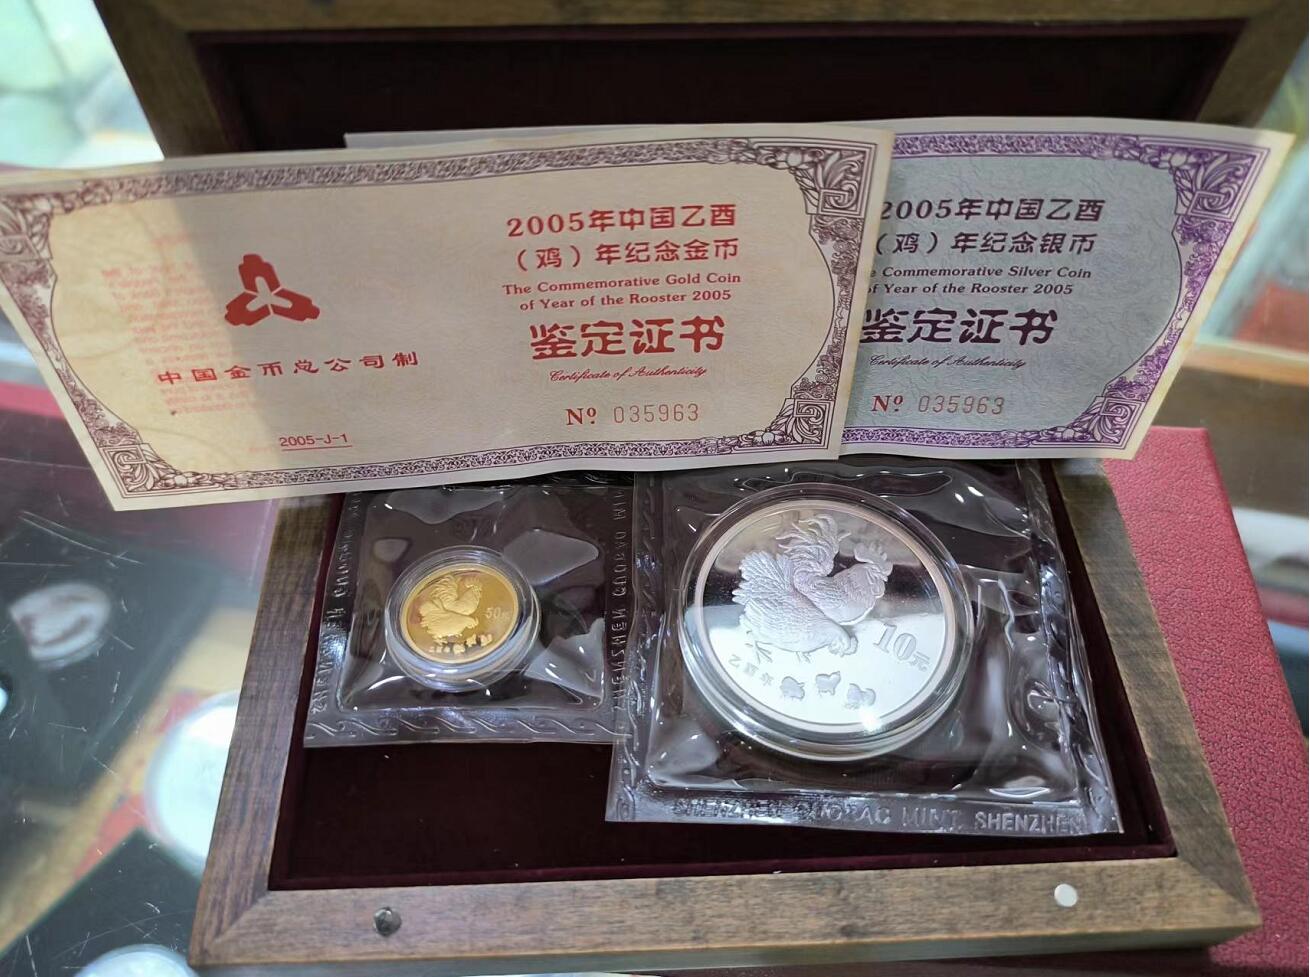 2005年中国乙酉
（鸡）年纪念金币
The Commemorative Gold Coin
of Year of the Rooster 2005
鉴定证书
Certificate of Authenticity
Nº 035963
中国金币总公司制
2005-J-1
2005年中国乙酉
（鸡）年纪念银币
Commemorative Silver Coin
of Year of the Rooster 2005
鉴定证书
Certificate of Authenticity
Nº 035963
50元
10元
乙酉年
SHENZHEN GUOBAO MINT SHENZHEN